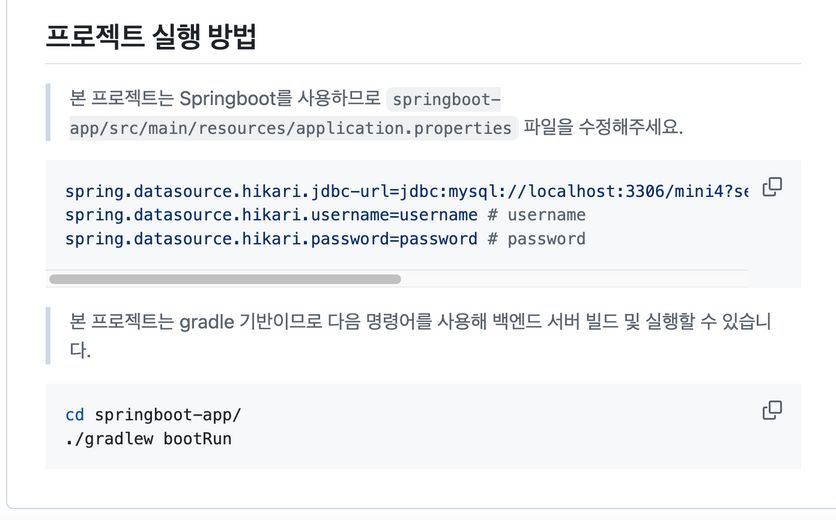 프로젝트 실행 방법
본 프로젝트는 Springboot를 사용하므로 springboot-
app/src/main/resources/application.properties 파일을 수정해주세요.
spring.datasource.hikari.jdbc-url=jdbc:mysql://localhost:3306/mini4?se
spring.datasource.hikari.username=username # username
spring.datasource.hikari.password=password # password
본 프로젝트는 gradle 기반이므로 다음 명령어를 사용해 백엔드 서버 빌드 및 실행할 수 있습니
다.
cd springboot-app/
./gradlew bootRun